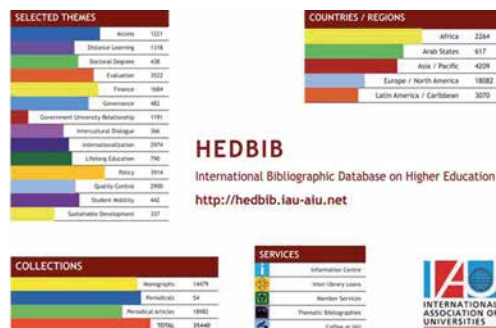 SELECTED THEMES
Access 1221
Distance Learning 1318
Doctoral Degrees 438
Evaluation 3522
Finance 1684
Governance 482
Government University Relationship 1191
Intercultural Dialogue 366
Internationalization 2974
Lifelong Education 790
Policy 3914
Quality Control 2900
Student Mobility 442
Sustainable Development 337
COUNTRIES / REGIONS
Africa 2264
Arab States 617
Asia / Pacific 4209
Europe / North America 18082
Latin America / Caribbean 3070
HEDBIB
International Bibliographic Database on Higher Education
http://hedbib.iau-aiu.net
COLLECTIONS
Monographs 14479
Periodicals 54
Periodical Articles
TOTAL 35440
SERVICES
Information Centre
Inter-library Loans
Member Services
Thematic Bibliographies
IAU
INTERNATIONAL
ASSOCIATION OF
UNIVERSITIES